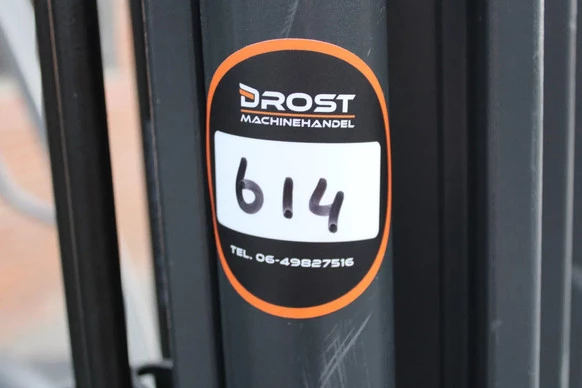 DROST
MACHINEHANDEL
614
TEL. 06-49827516